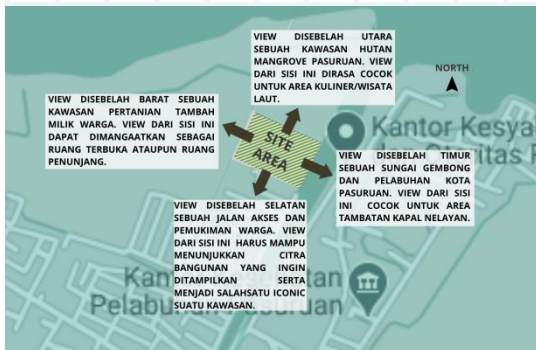 VIEW DISEBELAH UTARA
SEBUAH KAWASAN HUTAN
MANGROVE PASURUAN. VIEW
DARI SISI INI DIRASA COCOK
UNTUK AREA KULINER/WISATA
LAUT.
NORTH
VIEW DISEBELAH BARAT SEBUAH
KAWASAN PERTANIAN TAMBAH
MILIK WARGA. VIEW DARI SISI INI
DAPAT DIMANGAATKAN SEBAGAI
RUANG TERBUKA ATAUPUN RUANG
PENUNJANG.
SITE
AREA
Kantor Kesya
VIEW DISEBELAH TIMUR
SEBUAH SUNGAI GEMBONG
DAN PELABUHAN KOTA
PASURUAN. VIEW DARI SISI
INI COCOK UNTUK AREA
TAMBATAN KAPAL NELAYAN.
VIEW DISEBELAH SELATAN
SEBUAH JALAN AKSES DAN
PEMUKIMAN WARGA. VIEW
DARI SISI INI HARUS MAMPU
MENUNJUKKAN CITRA
BANGUNAN YANG INGIN
DITAMPILKAN SERTA
MENJADI SALAHSATU ICONIC
SUATU KAWASAN.
Pelabuhan Pasuruan